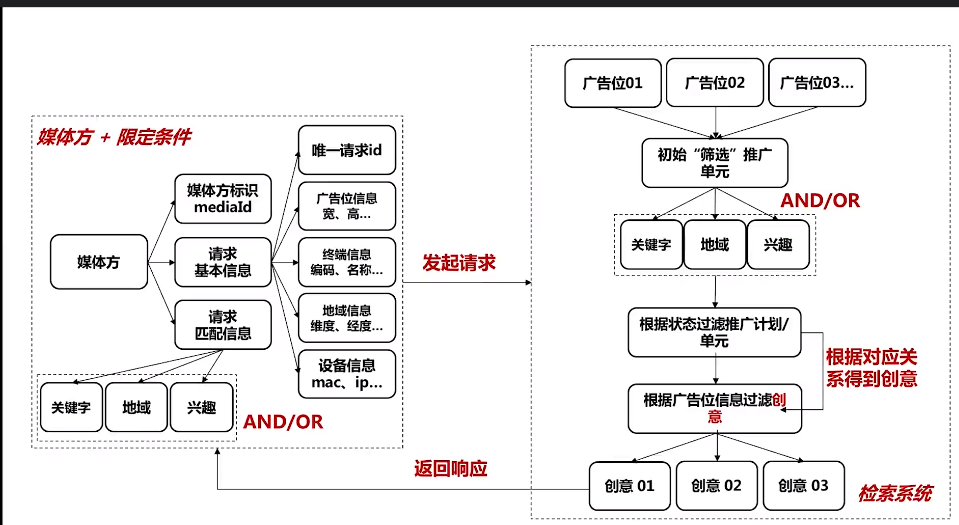 媒体方 + 限定条件
媒体方
媒体方标识
mediaId
请求
基本信息
请求
匹配信息
唯一请求id
广告位信息
宽、高...
终端信息
编码、名称...
地域信息
维度、经度...
设备信息
mac、ip...
关键字
地域
兴趣
AND/OR
发起请求
返回响应
广告位01
广告位02
广告位03...
初始“筛选”推广
单元
AND/OR
关键字
地域
兴趣
根据状态过滤推广计划/
单元
根据对应关
系得到创意
根据广告位信息过滤创
意
创意 01
创意 02
创意 03
检索系统